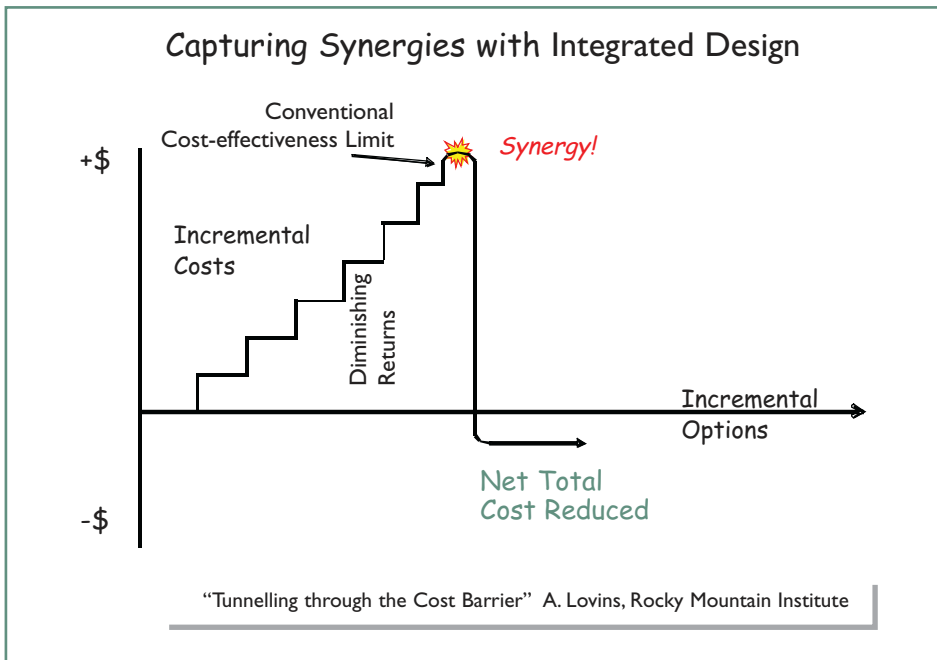 Capturing Synergies with Integrated Design
Conventional
Cost-effectiveness Limit
Synergy!
+$
Incremental
Costs
Diminishing
Returns
Incremental
Options
Net Total
Cost Reduced
-$
“Tunnelling through the Cost Barier” A. Lovins, Rocky Mountain Institute